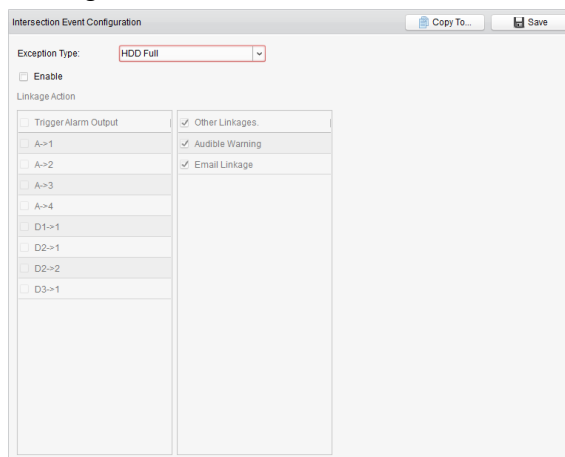 Intersection Event Configuration
Copy To...
Save
Exception Type:
HDD Full
Enable
Linkage Action
Trigger Alarm Output
Other Linkages.
A->1
Audible Warning
A->2
Email Linkage
A->3
A->4
D1->1
D2->1
D2->2
D3->1